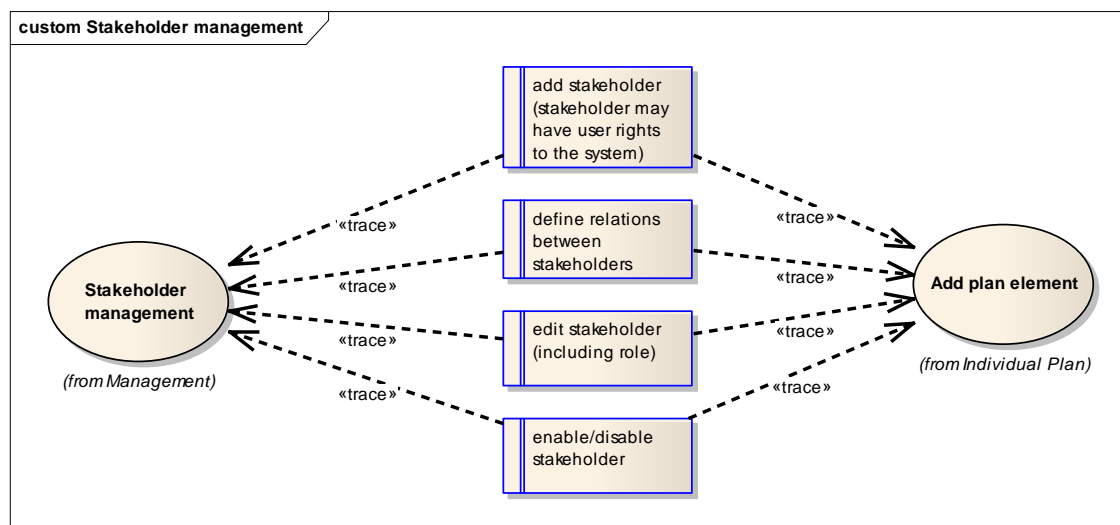 custom Stakeholder management
add stakeholder
(stakeholder may
have user rights
to the system)
«trace»
«trace»
define relations
between
stakeholders
«trace»
«trace»
Stakeholder
management
(from Management)
Add plan element
(from Individual Plan)
edit stakeholder
(including role)
«trace»
«trace»
«trace»
«trace»
enable/disable
stakeholder